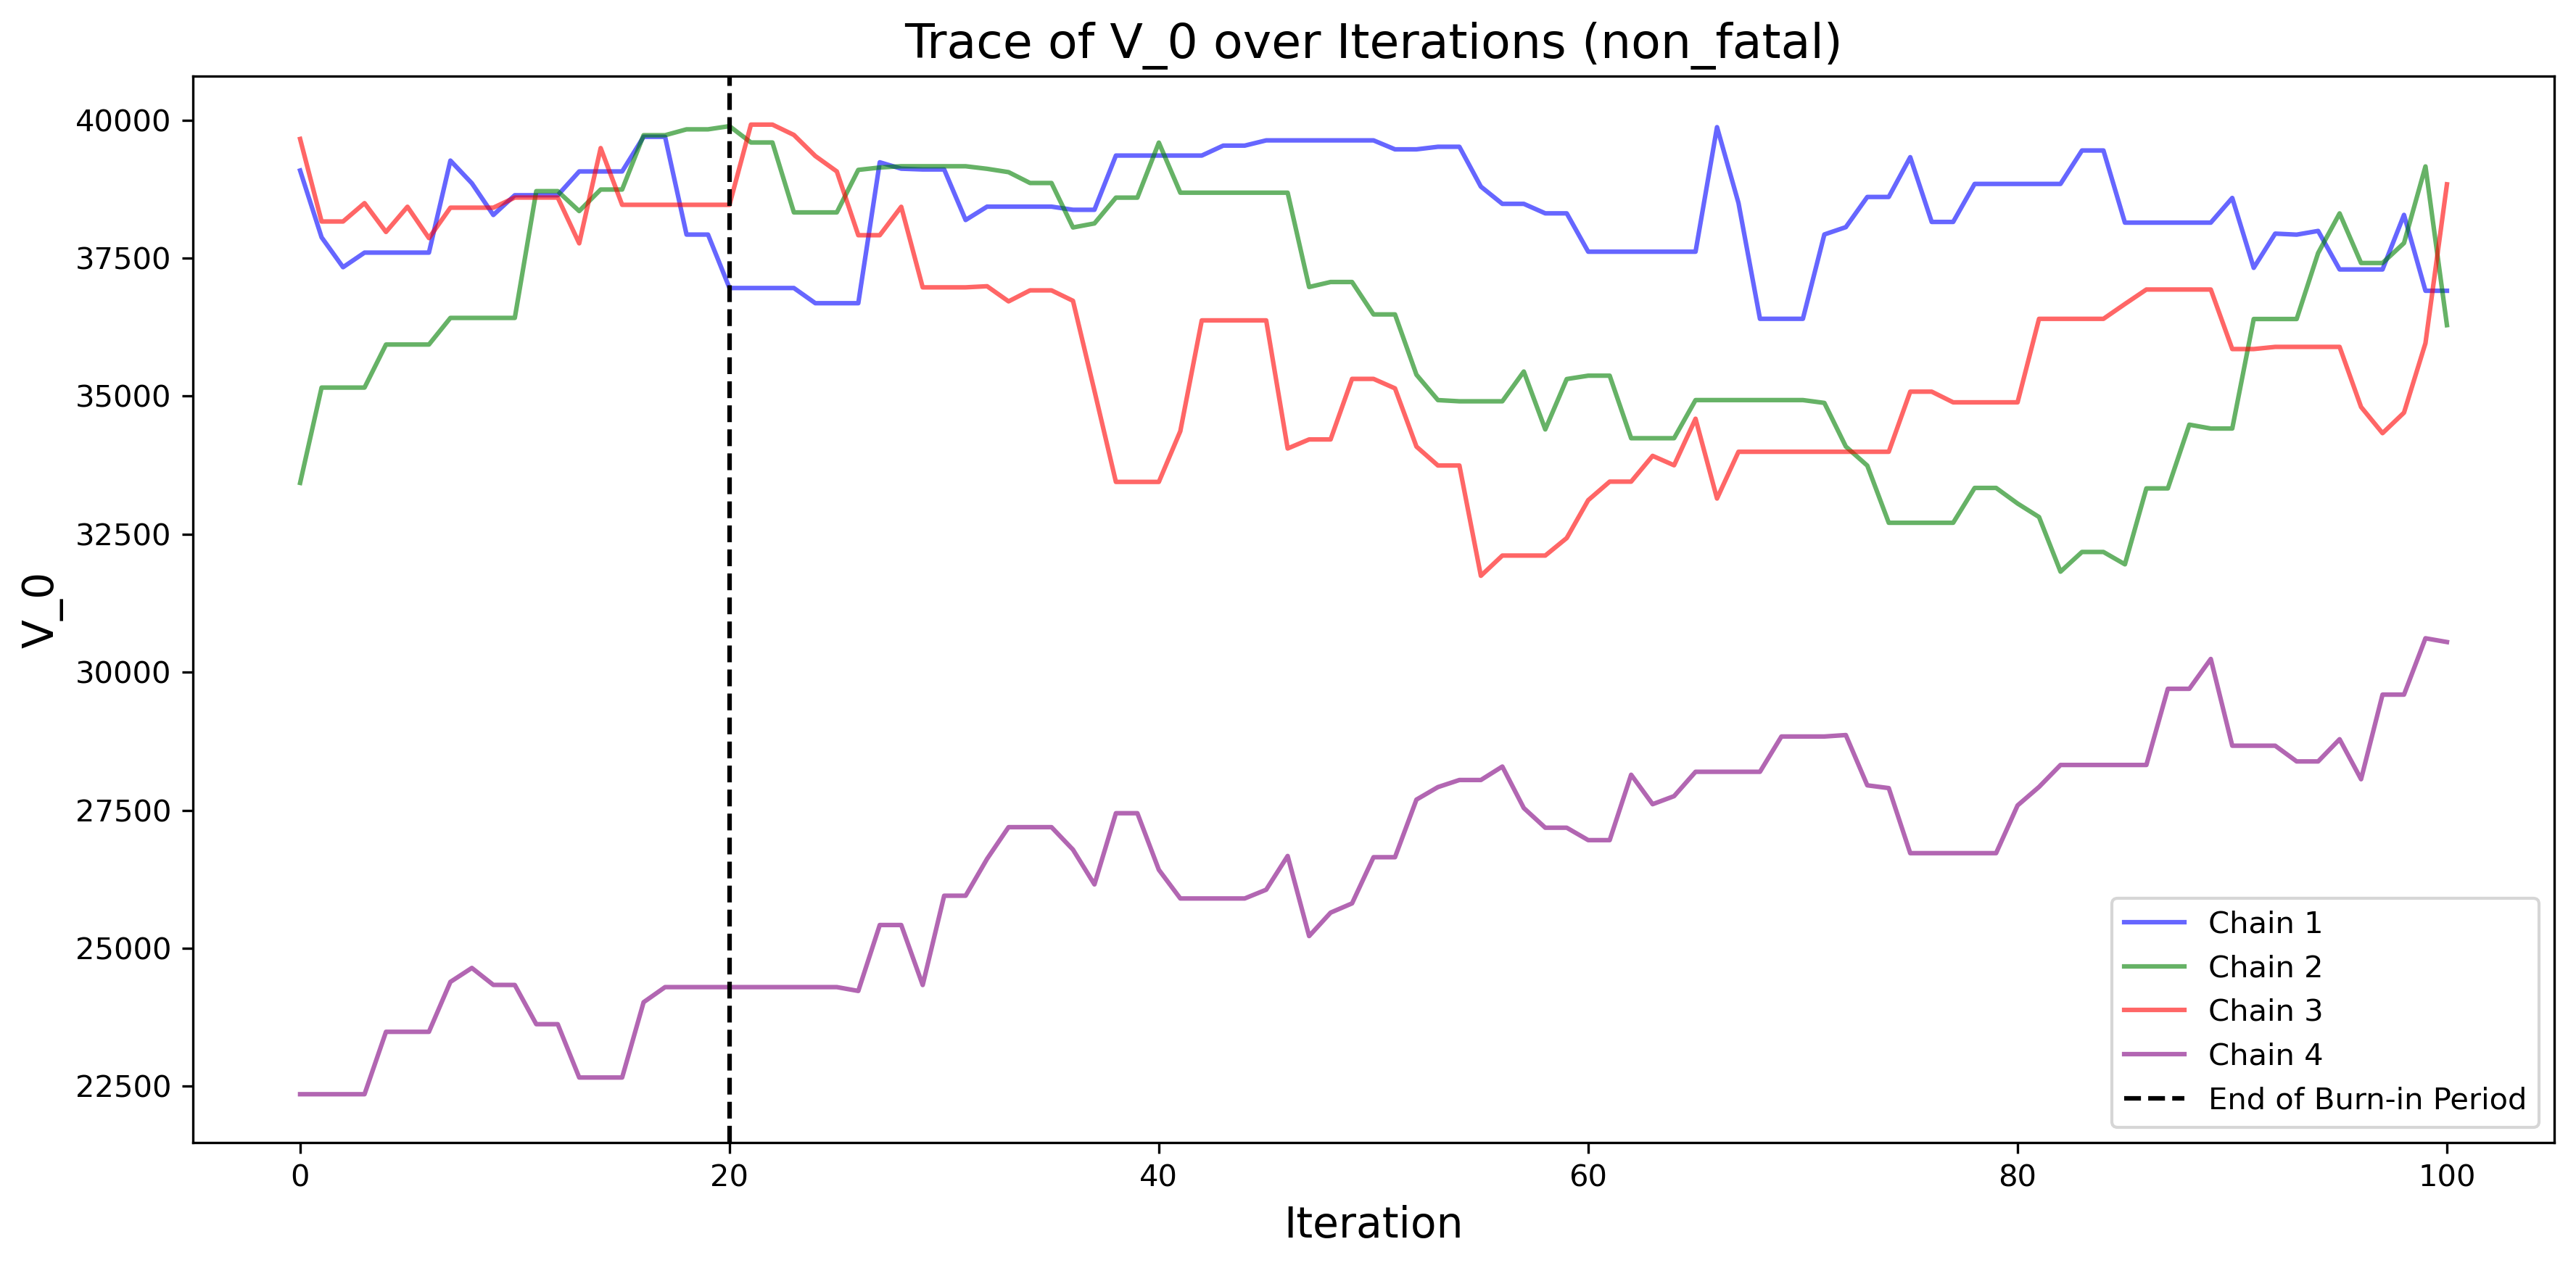 Trace of V_0 over Iterations (non_fatal)
V_0
40000
37500
35000
32500
30000
27500
25000
22500
0 20 40 60 80 100
Iteration
Chain 1
Chain 2
Chain 3
Chain 4
End of Burn-in Period